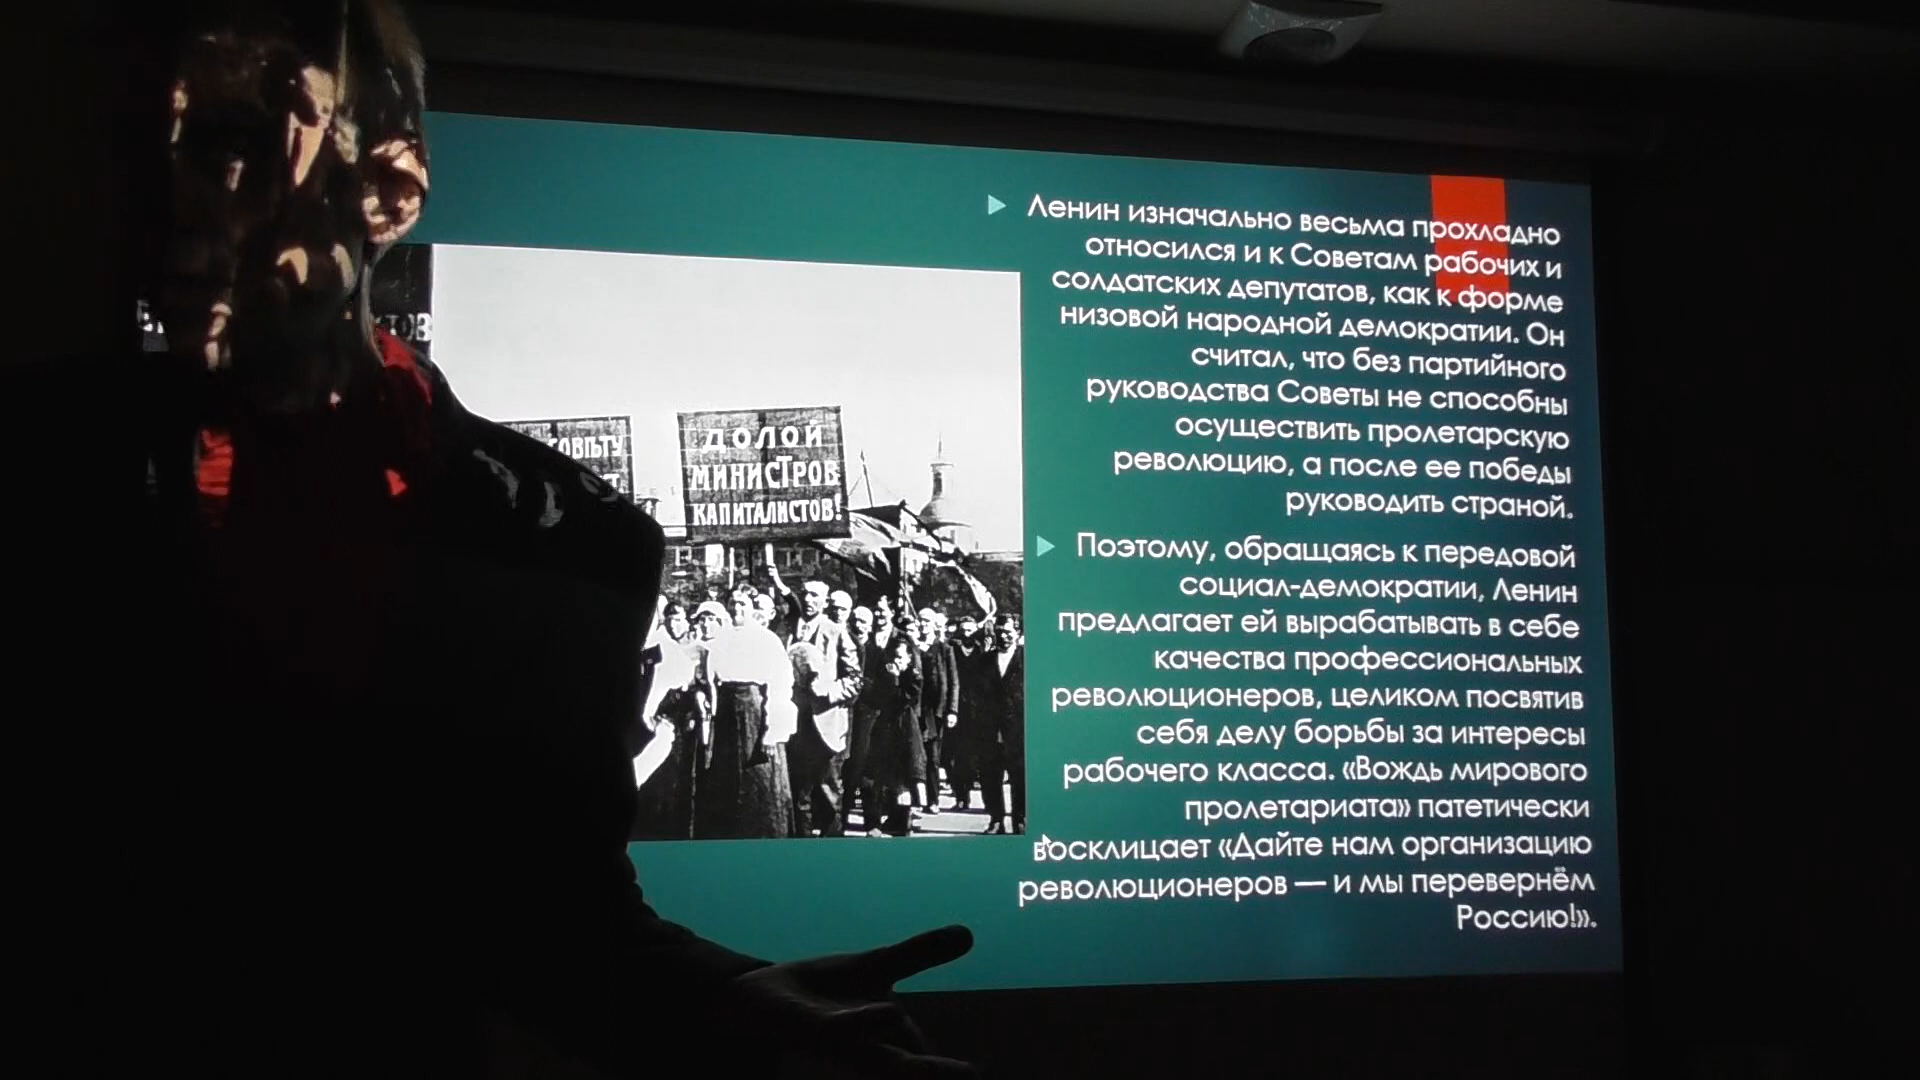 Ленин изначально весьма прохладно
относился и к Советам рабочих и
солдатских депутатов, как к форме
низовой народной демократии. Он
считал, что без партийного
руководства Советы не способны
осуществить пролетарскую
революцию, а после ее победы
руководить страной.
Поэтому, обращаясь к передовой
социал-демократии, Ленин
предлагает ей вырабатывать в себе
качества профессиональных
революционеров, целиком посвятив
себя делу борьбы за интересы
рабочего класса. «Вождь мирового
пролетариата» патетически
восклицает «Дайте нам организацию
революционеров — и мы перевернём
Россию!».
ДОЛОЙ
МИНИСТРОВ
КАПИТАЛИСТОВ!